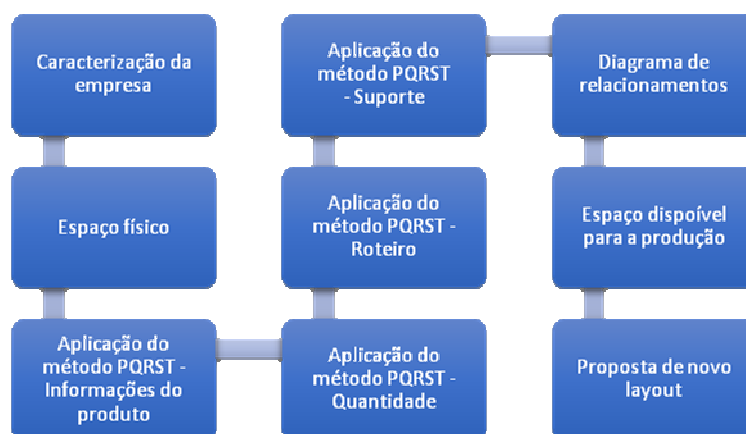 Caracterização da
empresa
Espaço físico
Aplicação do
método PQRST -
Informações do
produto
Aplicação do
método PQRST -
Quantidade
Aplicação do
método PQRST -
Roteiro
Aplicação do
método PQRST
- Suporte
Diagrama de
relacionamentos
Espaço dispoível
para a produção
Proposta de novo
layout